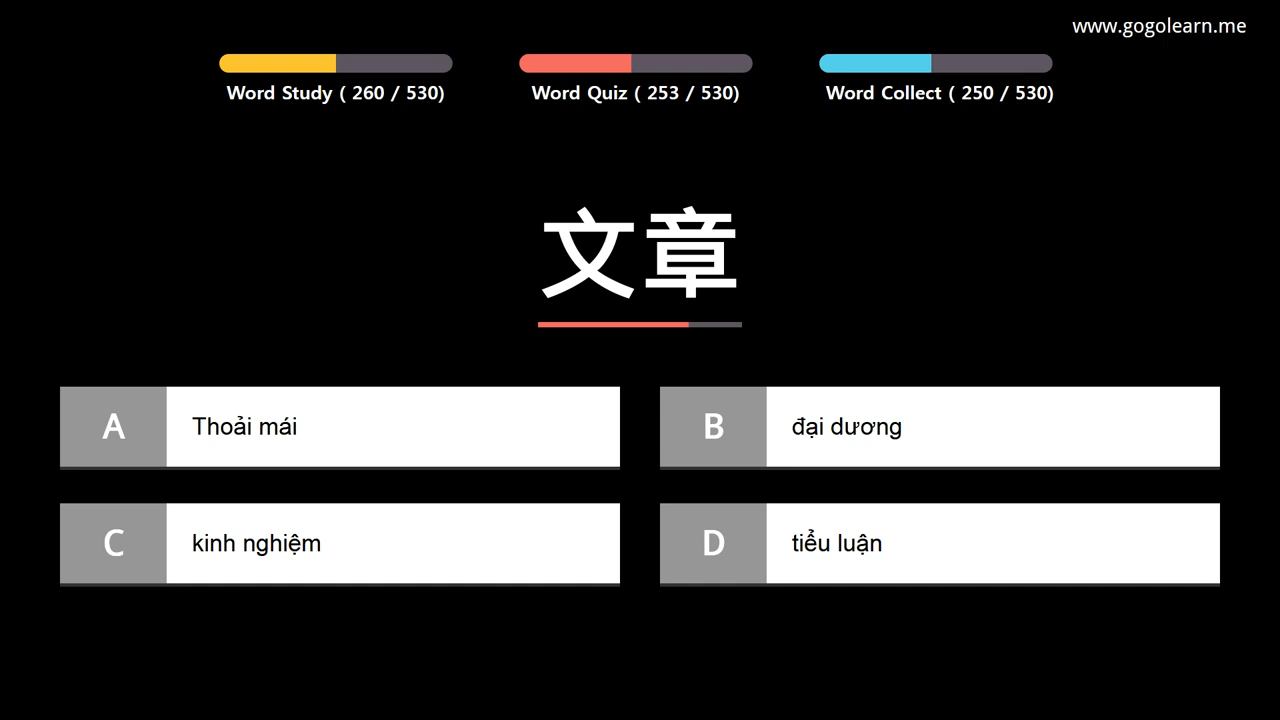 www.gogolearn.me
Word Study ( 260 / 530)
Word Quiz ( 253 / 530)
Word Collect ( 250 / 530)
文章
A Thoải mái
B đại dương
C kinh nghiệm
D tiểu luận